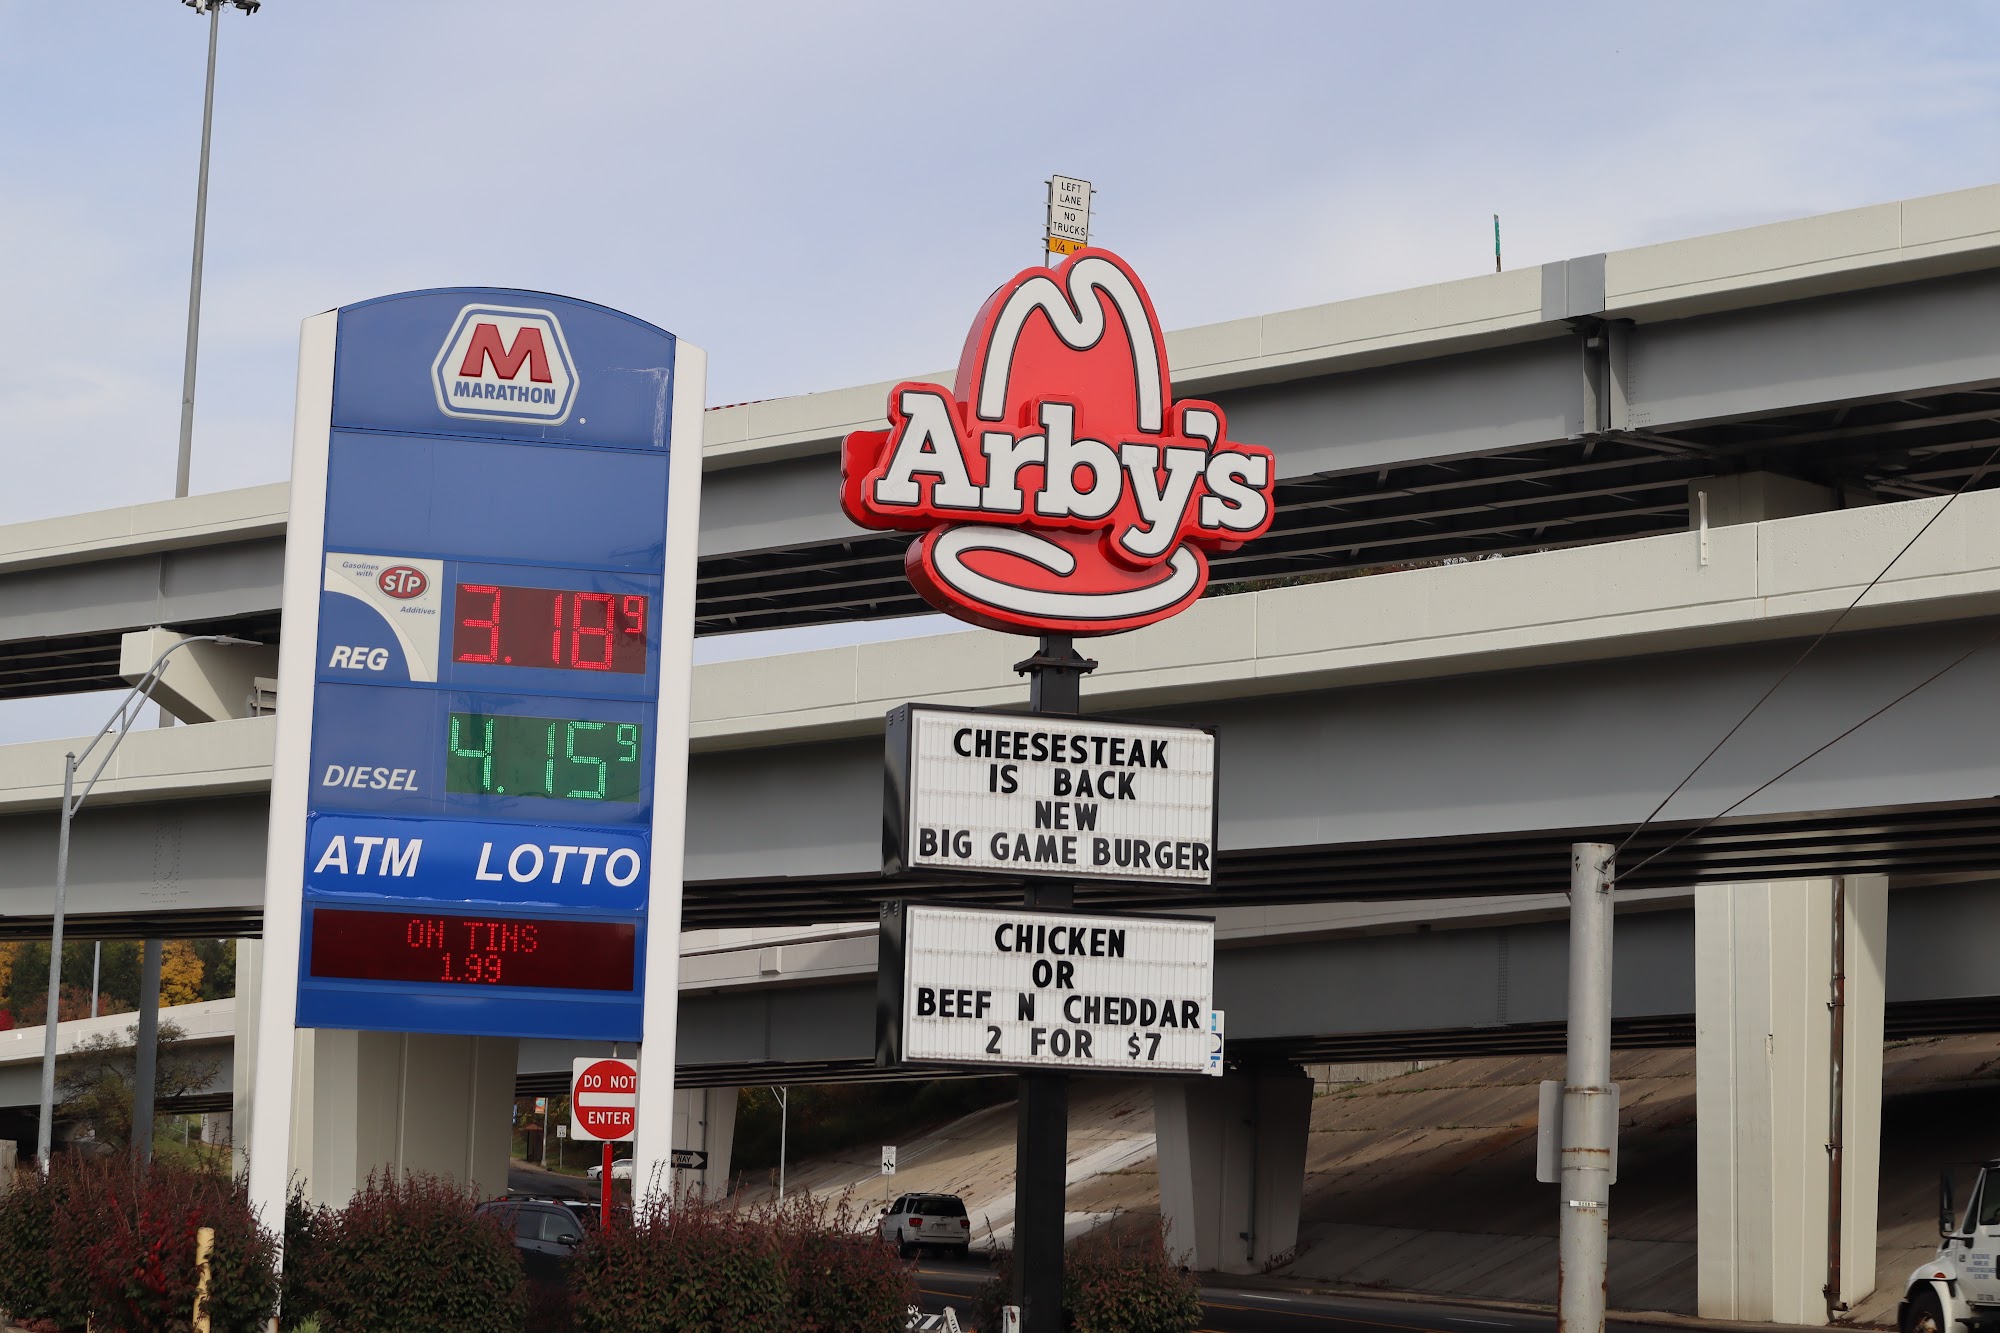 LEFT
LANE
NO
TRUCKS
1/4 MI
M
MARATHON
Arby's
Gasolines
with
STP
Additives
REG
3.18 9
DIESEL
4.15 9
ATM LOTTO
ON TINS
1.99
CHEESESTEAK
IS BACK
NEW
BIG GAME BURGER
CHICKEN
OR
BEEF N CHEDDAR
2 FOR $7
DO NOT
ENTER
WAY